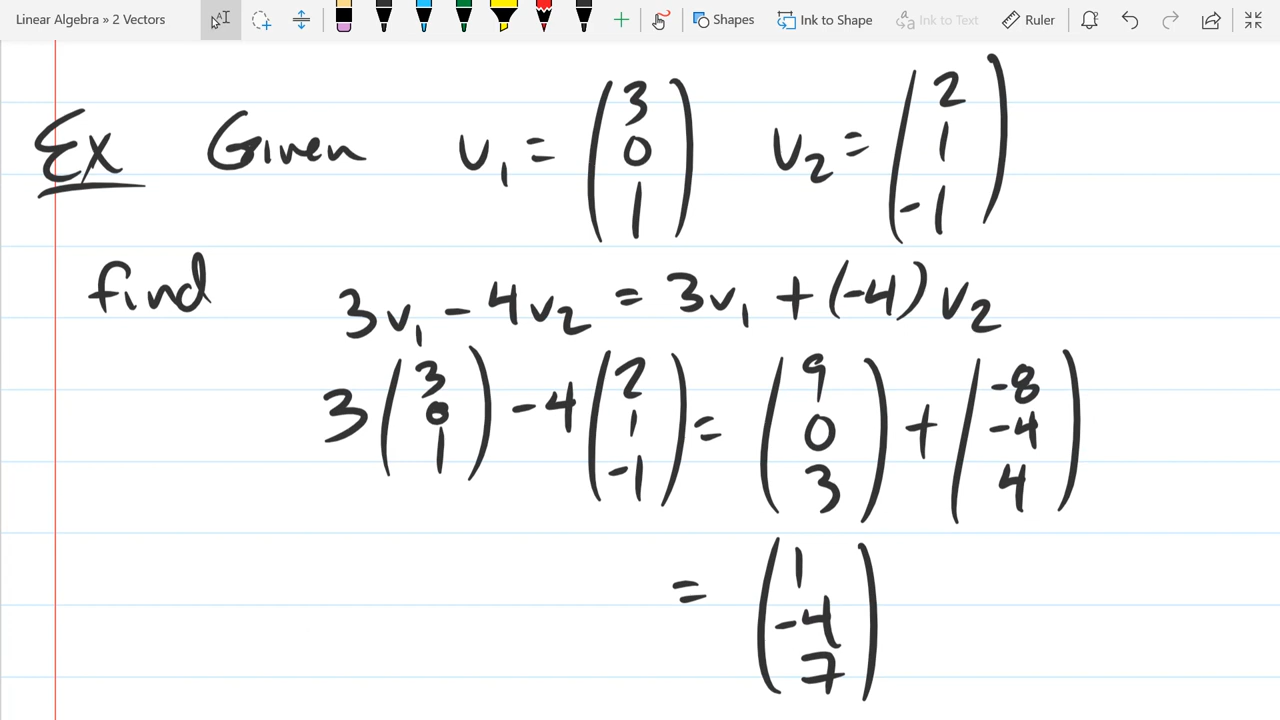 Linear Algebra » 2 Vectors Shapes Ink to Shape Ink to Text Ruler
Ex Given v₁ = (3 0 1) v₂ = (2 1 -1)
find 3v₁ - 4v₂ = 3v₁ + (-4) v₂
3 (3 0 1) - 4 (2 1 -1) = (9 0 3) + (-8 -4 4)
= (1 -4 7)